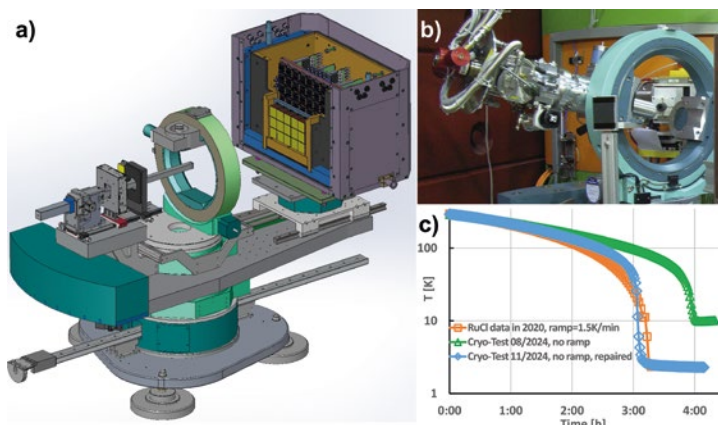 a)
b)
c)
T [K]
100
10
1
RuCl data in 2020, ramp=1.5K/min
Cryo-Test 08/2024, no ramp
Cryo-Test 11/2024, no ramp, repaired
0:00 1:00 2:00 3:00 4:00
Time [h]